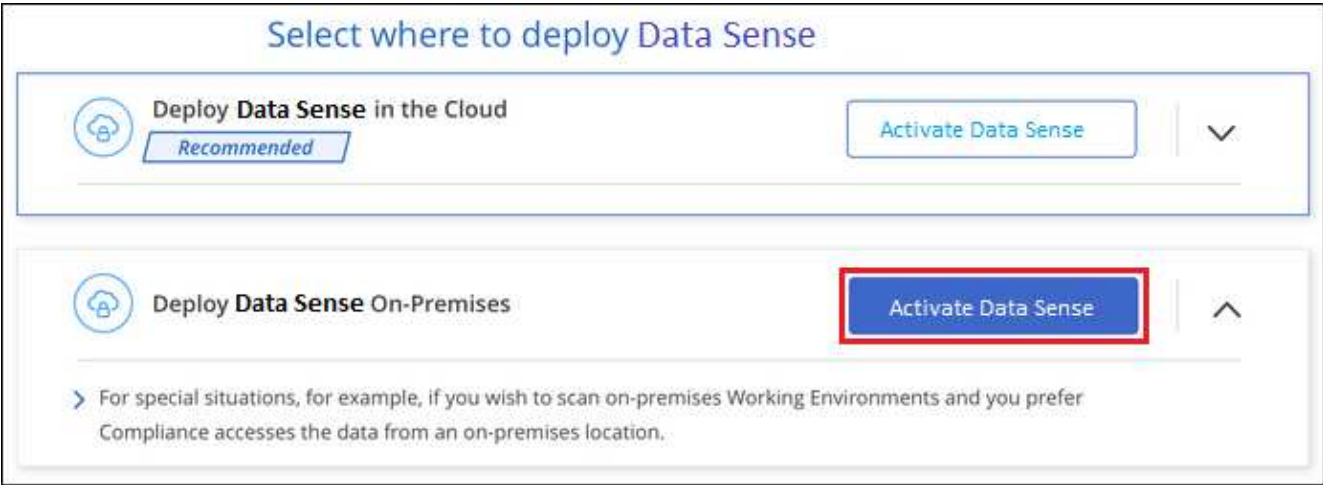 Select where to deploy Data Sense
Deploy Data Sense in the Cloud
Recommended
Activate Data Sense
Deploy Data Sense On-Premises
Activate Data Sense
For special situations, for example, if you wish to scan on-premises Working Environments and you prefer
Compliance accesses the data from an on-premises location.